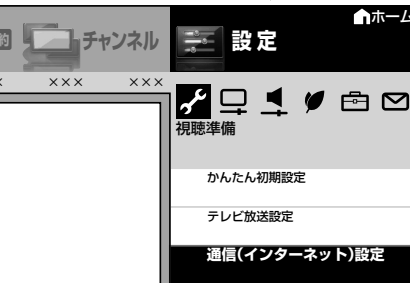 ホーム
約 チャンネル 設定
× ××× ×××
視聴準備
かんたん初期設定
テレビ放送設定
通信(インターネット)設定